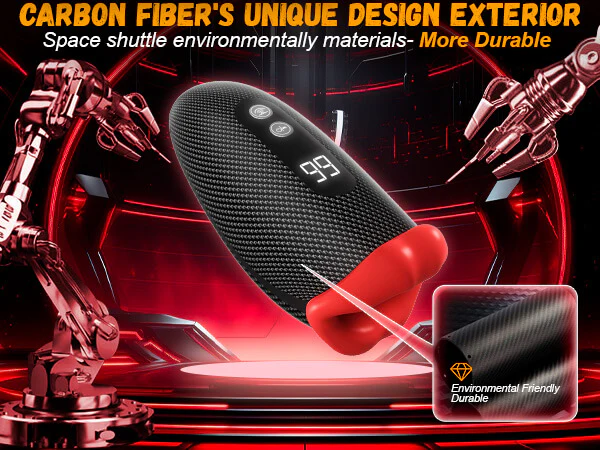 CARBON FIBER'S UNIQUE DESIGN EXTERIOR
Space shuttle environmentally materials- More Durable
99
Environmental Friendly
Durable